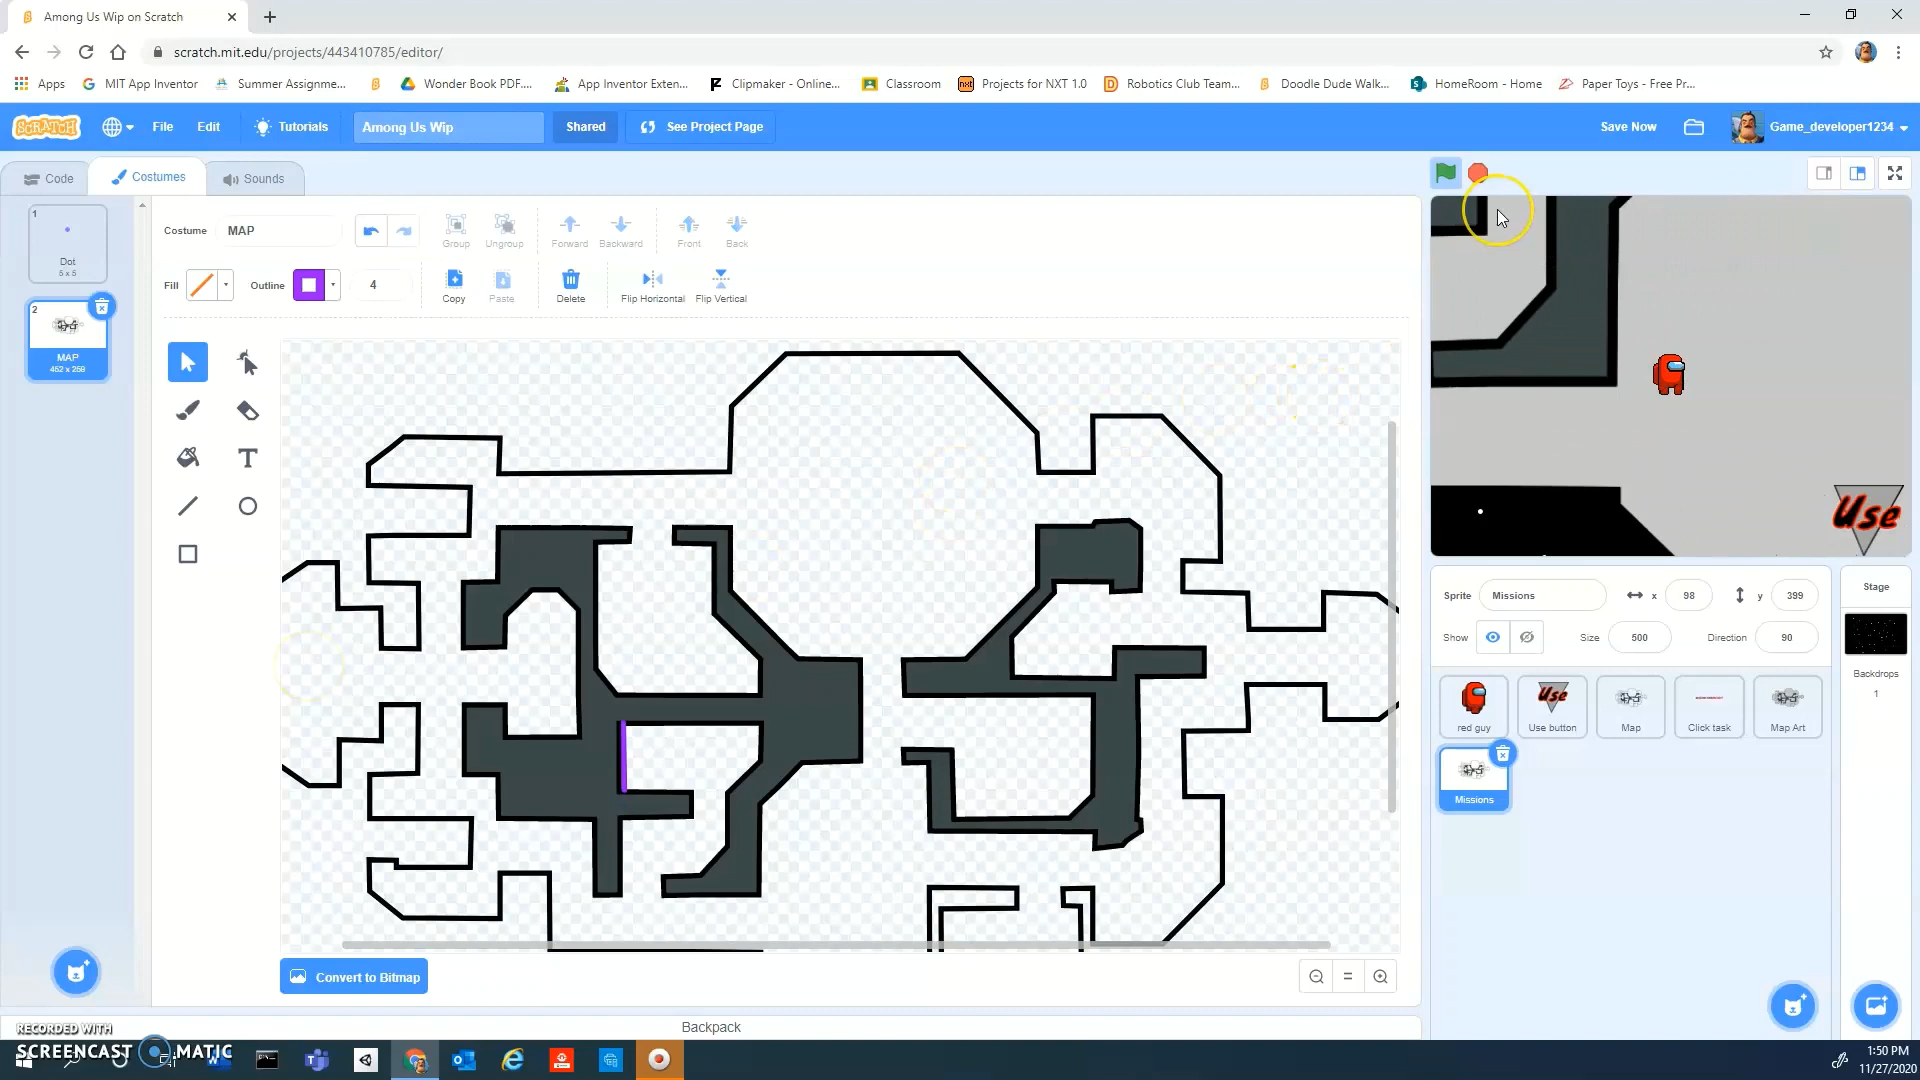 Among Us Wip on Scratch
scratch.mit.edu/projects/443410785/editor/
Apps MIT App Inventor Summer Assignme... Wonder Book PDF.... App Inventor Exten... Clipmaker - Online... Classroom Projects for NXT 1.0 Robotics Club Team... Doodle Dude Walk... HomeRoom - Home Paper Toys - Free Pr...
SCRATCH File Edit Tutorials Among Us Wip Shared See Project Page Save Now Game_developer1234
Code Costumes Sounds
1
Dot
5 x 5
2
MAP
452 x 259
Costume MAP Group Ungroup Forward Backward Front Back
Fill Outline 4 Copy Paste Delete Flip Horizontal Flip Vertical
T
Use
Sprite Missions x 98 y 399
Show Size 500 Direction 90
red guy Use button Map Click task Map Art
Missions
Stage
Backdrops
1
Convert to Bitmap
Backpack
RECORDED WITH
SCREENCAST MATIC
1:50 PM
11/27/2020